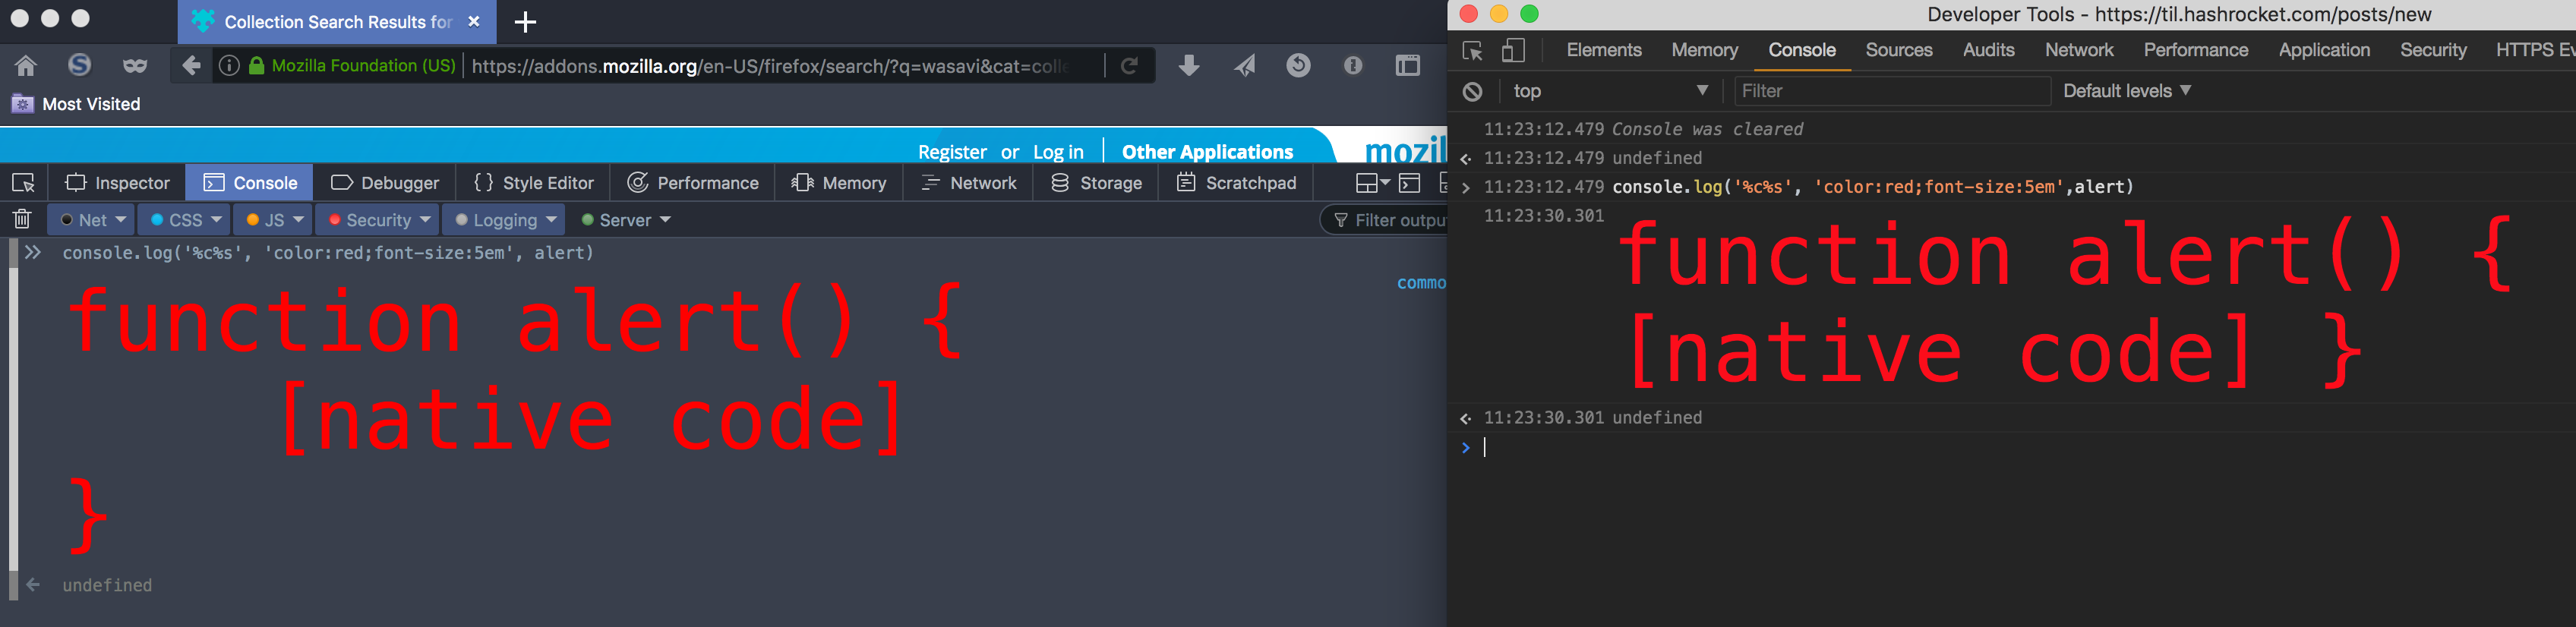 Collection Search Results for
Mozilla Foundation (US) https://addons.mozilla.org/en-US/firefox/search/?q=wasavi&cat=colle
Most Visited
Register or Log in Other Applications mozil
Inspector Console Debugger { } Style Editor Performance Memory Network Storage Scratchpad
Net CSS JS Security Logging Server Filter outpu
» console.log('%c%s', 'color:red;font-size:5em', alert)
commo
function alert() {
[native code]
}
undefined
Developer Tools - https://til.hashrocket.com/posts/new
Elements Memory Console Sources Audits Network Performance Application Security HTTPS Ev
top Filter Default levels
11:23:12.479 Console was cleared
11:23:12.479 undefined
> 11:23:12.479 console.log('%c%s', 'color:red;font-size:5em',alert)
11:23:30.301
function alert() {
[native code] }
11:23:30.301 undefined
>